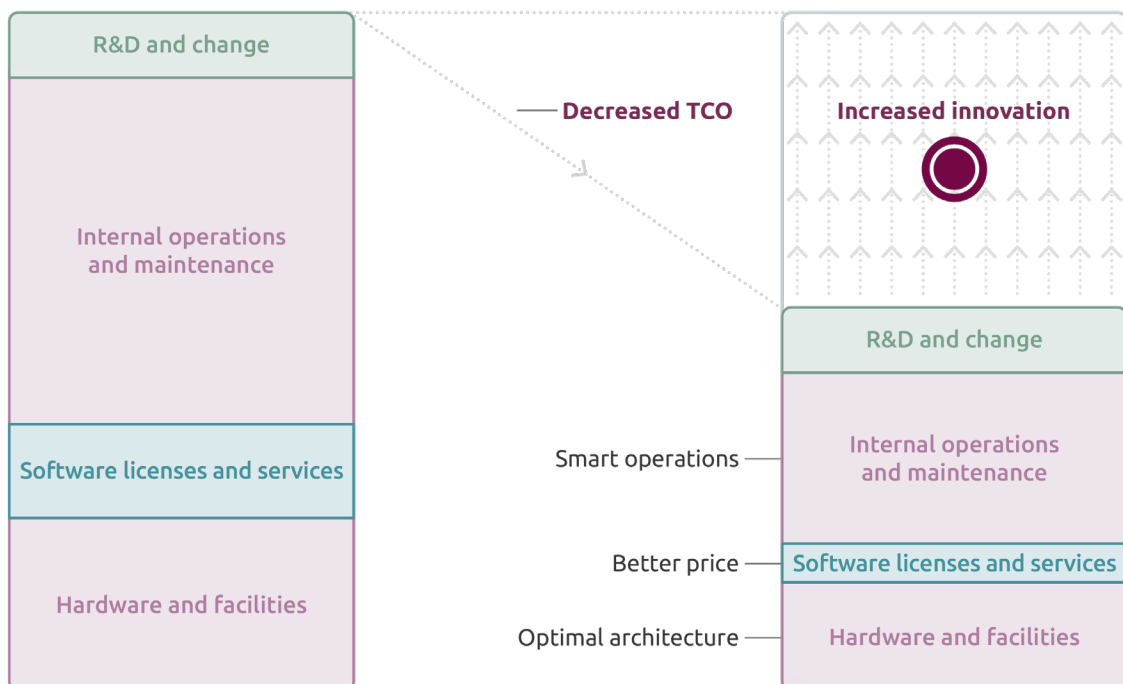 R&D and change
Internal operations
and maintenance
Software licenses and services
Hardware and facilities
Decreased TCO
Increased innovation
R&D and change
Smart operations
Internal operations
and maintenance
Better price
Software licenses and services
Optimal architecture
Hardware and facilities